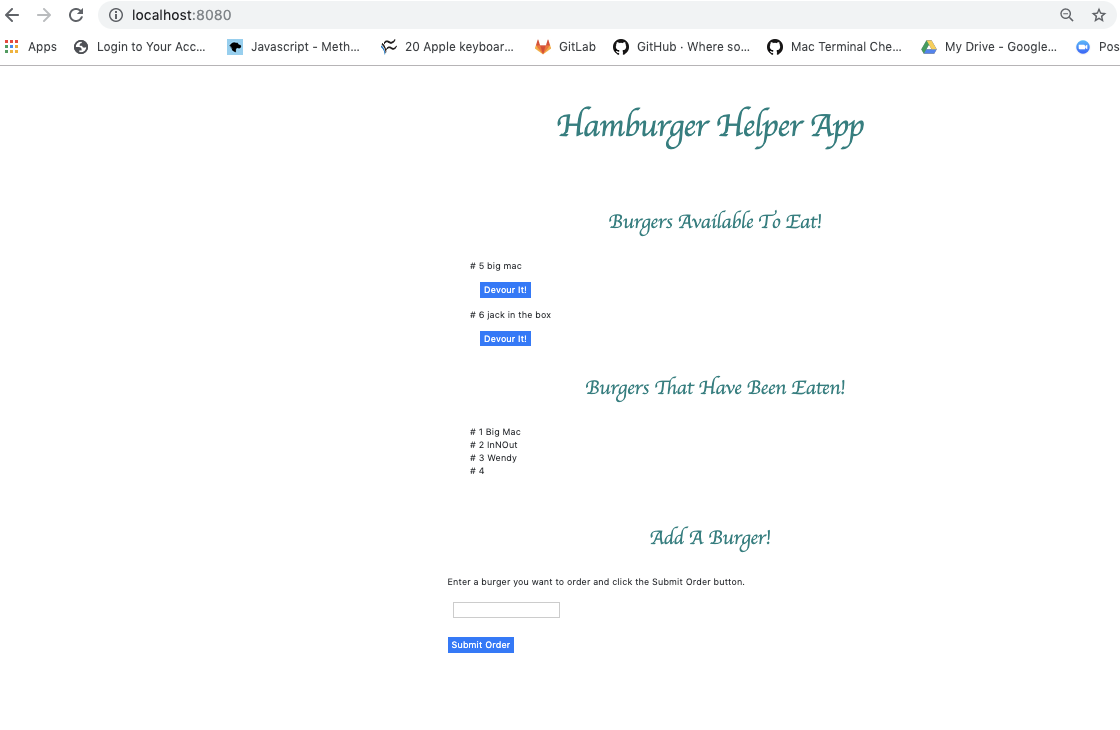 localhost:8080
Apps
Login to Your Acc...
Javascript - Meth...
20 Apple keyboar...
GitLab
GitHub · Where so...
Mac Terminal Che...
My Drive - Google...
Pos
Hamburger Helper App
Burgers Available To Eat!
# 5 big mac
Devour It!
# 6 jack in the box
Devour It!
Burgers That Have Been Eaten!
# 1 Big Mac
# 2 InNOut
# 3 Wendy
# 4
Add A Burger!
Enter a burger you want to order and click the Submit Order button.
Submit Order